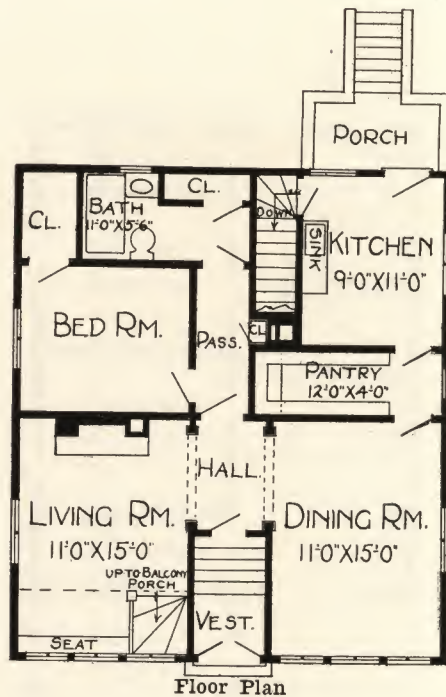 PORCH
CL.
BATH
11'-0"X5'-6"
CL.
DOWN
SINK
KITCHEN
9'-0"X11'-0"
BED RM.
PASS.
CL
PANTRY
12'-0"X4'-0"
HALL.
LIVING RM.
11'-0"X15'-0"
DINING RM.
11'-0"X15'-0"
UP TO BALCONY
PORCH
VEST.
SEAT
Floor Plan